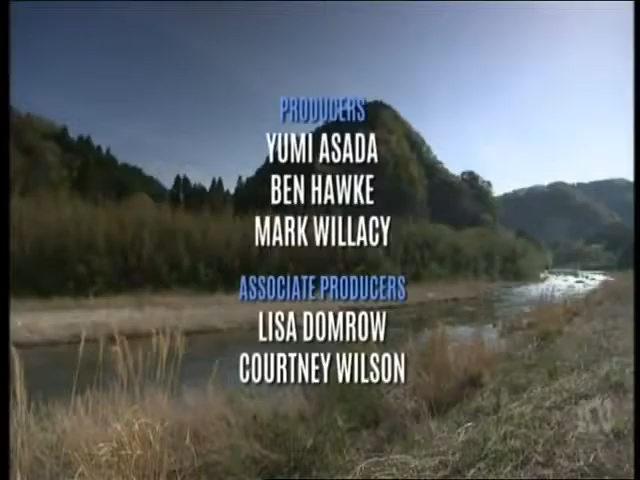 PRODUCERS
YUMI ASADA
BEN HAWKE
MARK WILLACY
ASSOCIATE PRODUCERS
LISA DOMROW
COURTNEY WILSON